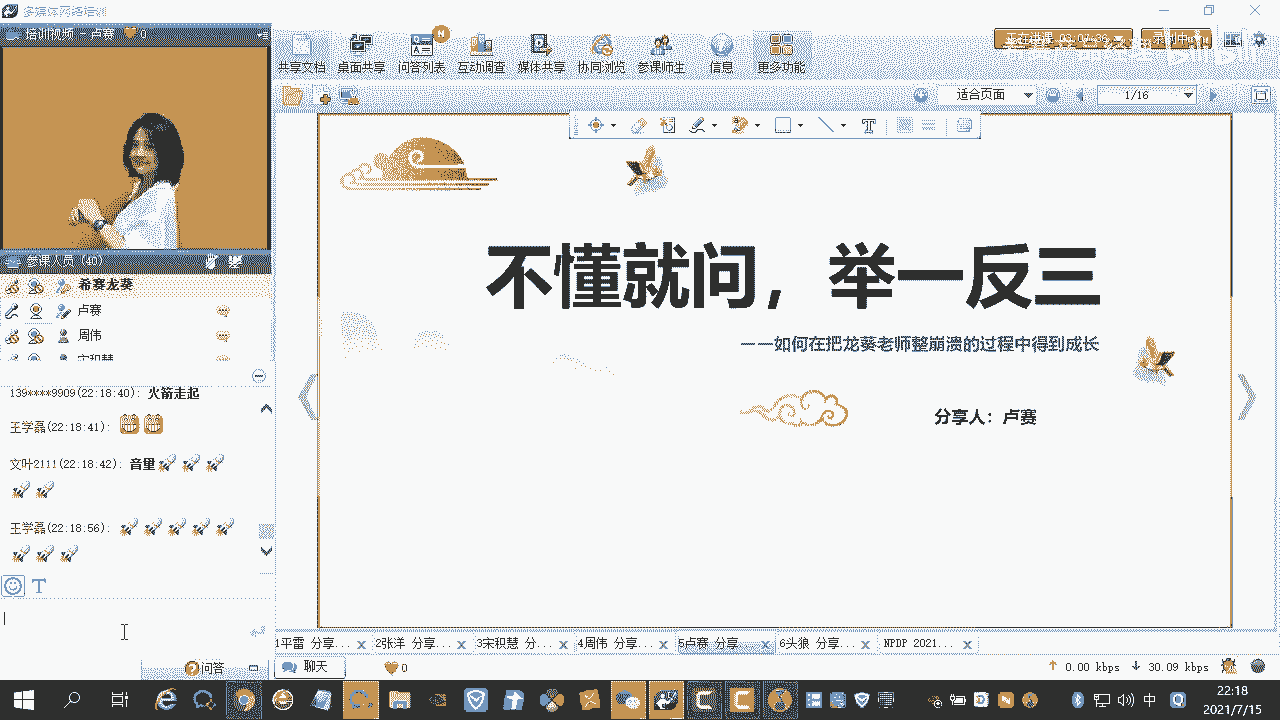 多媒体网络培训
培训视频 - 卢赛 0
共享文档 桌面共享 问答列表 互动调查 媒体共享 协同浏览 参课师生 信息 更多功能
正在讲课 03:07:36 录制中
适合页面 1/16
不懂就问，举一反三
——如何在把龙葵老师整崩溃的过程中得到成长
分享人：卢赛
参课人员 (40)
希赛龙葵
卢赛
周伟
宋和慧
139****9909(22:18:40): 火箭走起
王学磊(22:18:41):
文叶2111(22:18:42): 音量
王学磊(22:18:56):
问答 聊天 0
1平雷 分享... 2张洋 分享... 3宋和慧 分... 4周伟 分享... 5卢赛 分享... 6头狼 分享... NPDP 2021...
0.00 kbps 30.09 kbps
中
22:18
2021/7/15